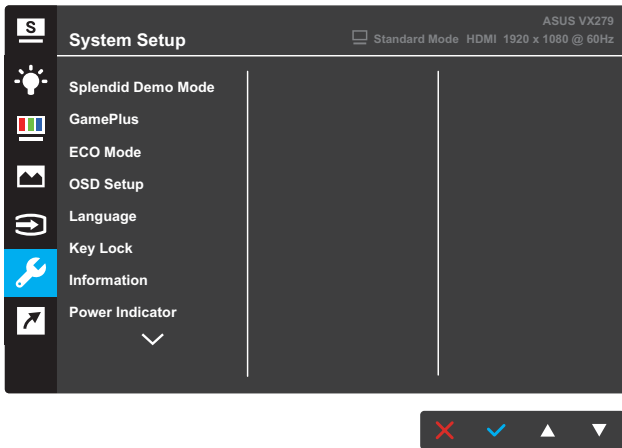 S
ASUS VX279
System Setup
Standard Mode HDMI 1920 x 1080 @ 60Hz
Splendid Demo Mode
GamePlus
ECO Mode
OSD Setup
Language
Key Lock
Information
Power Indicator